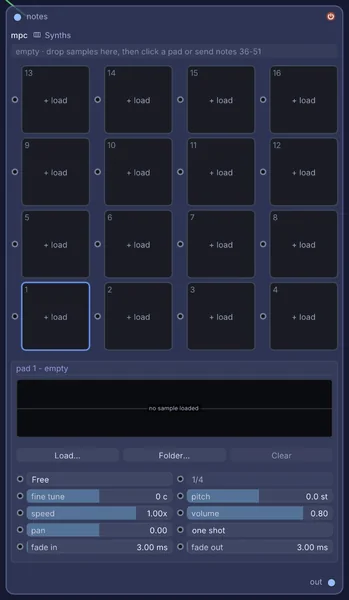 notes
mpc Synths
empty - drop samples here, then click a pad or send notes 36-51
13 14 15 16
+ load + load + load + load
9 10 11 12
+ load + load + load + load
5 6 7 8
+ load + load + load + load
1 2 3 4
+ load + load + load + load
pad 1 - empty
no sample loaded
Load... Folder... Clear
Free 1/4
fine tune 0 c pitch 0.0 st
speed 1.00x volume 0.80
pan 0.00 one shot
fade in 3.00 ms fade out 3.00 ms
out